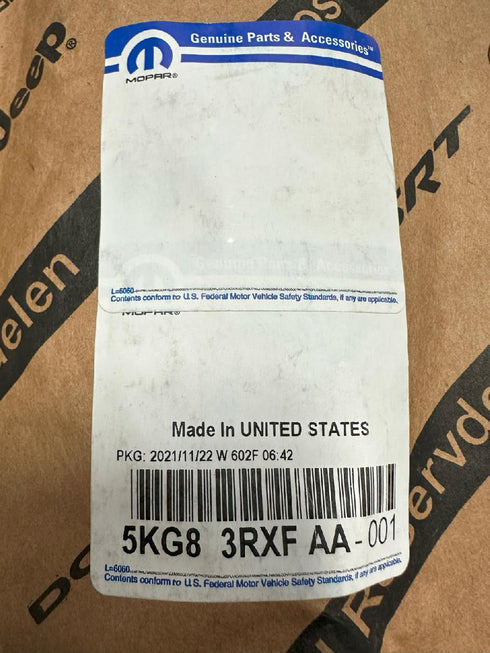 Jeep
Genuine Parts & Accessories™
MOPAR®
SRT
Genuine Parts & Accessories
L=6060
Contents conform to U.S. Federal Motor Vehicle Safety Standards, if any are applicable.
MOPAR®
Made In UNITED STATES
PKG: 2021/11/22 W 602F 06:42
5KG8 3RXF AA-001
L=6060
Contents conform to U.S. Federal Motor Vehicle Safety Standards, if any are applicable.